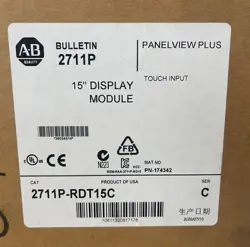 AB
BULLETIN
2711P
PANELVIEW PLUS
15" DISPLAY
MODULE
TOUCH INPUT
N223
MAT NO
PN-174342
CAT
PRODUCT OF USA
SER
2711P-RDT15C
C
生产日期